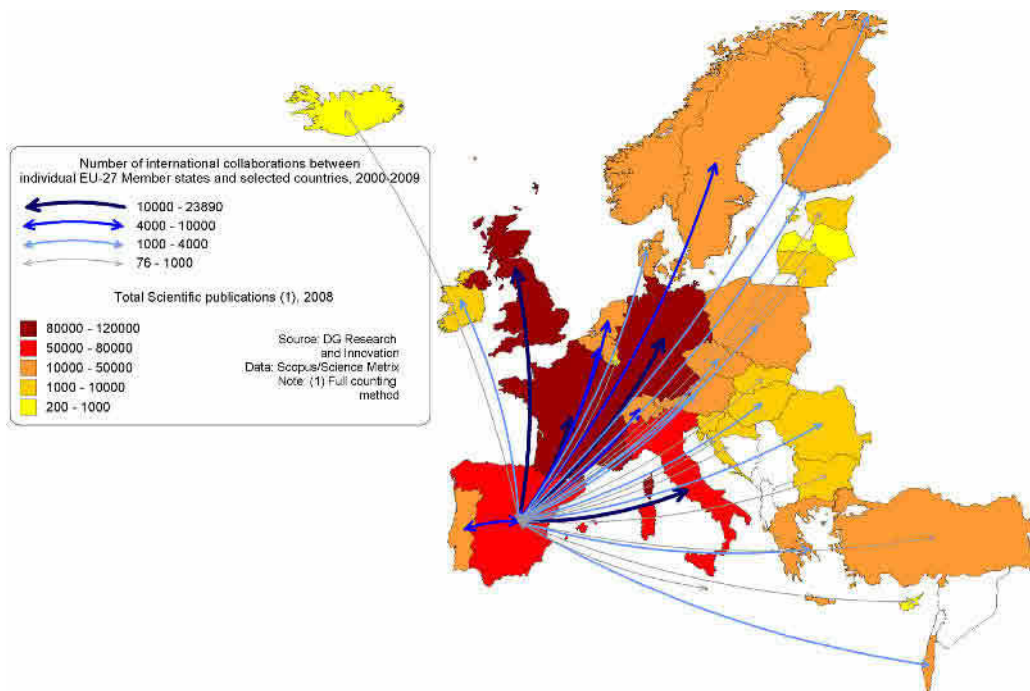 Number of international collaborations between
individual EU-27 Member states and selected countries, 2000-2009
10000 - 23890
4000 - 10000
1000 - 4000
76 - 1000
Total Scientific publications (1), 2008
80000 - 120000
50000 - 80000
10000 - 50000
1000 - 10000
200 - 1000
Source: DG Research
and Innovation
Data: Scopus/Science Metrix
Note: (1) Full counting
method